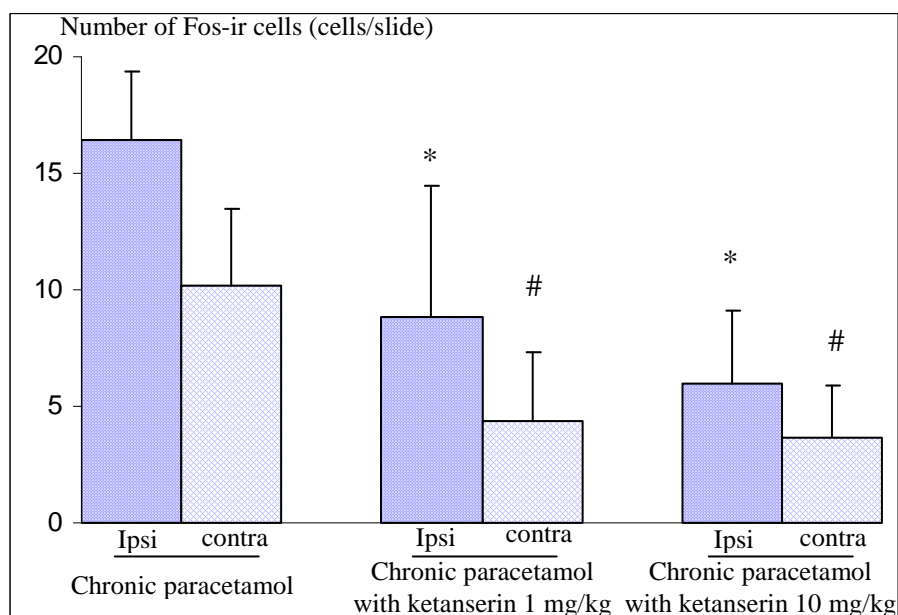 Number of Fos-ir cells (cells/slide)
20
15
10
5
0
*
#
*
#
Ipsi contra
Chronic paracetamol
Ipsi contra
Chronic paracetamol
with ketanserin 1 mg/kg
Ipsi contra
Chronic paracetamol
with ketanserin 10 mg/kg